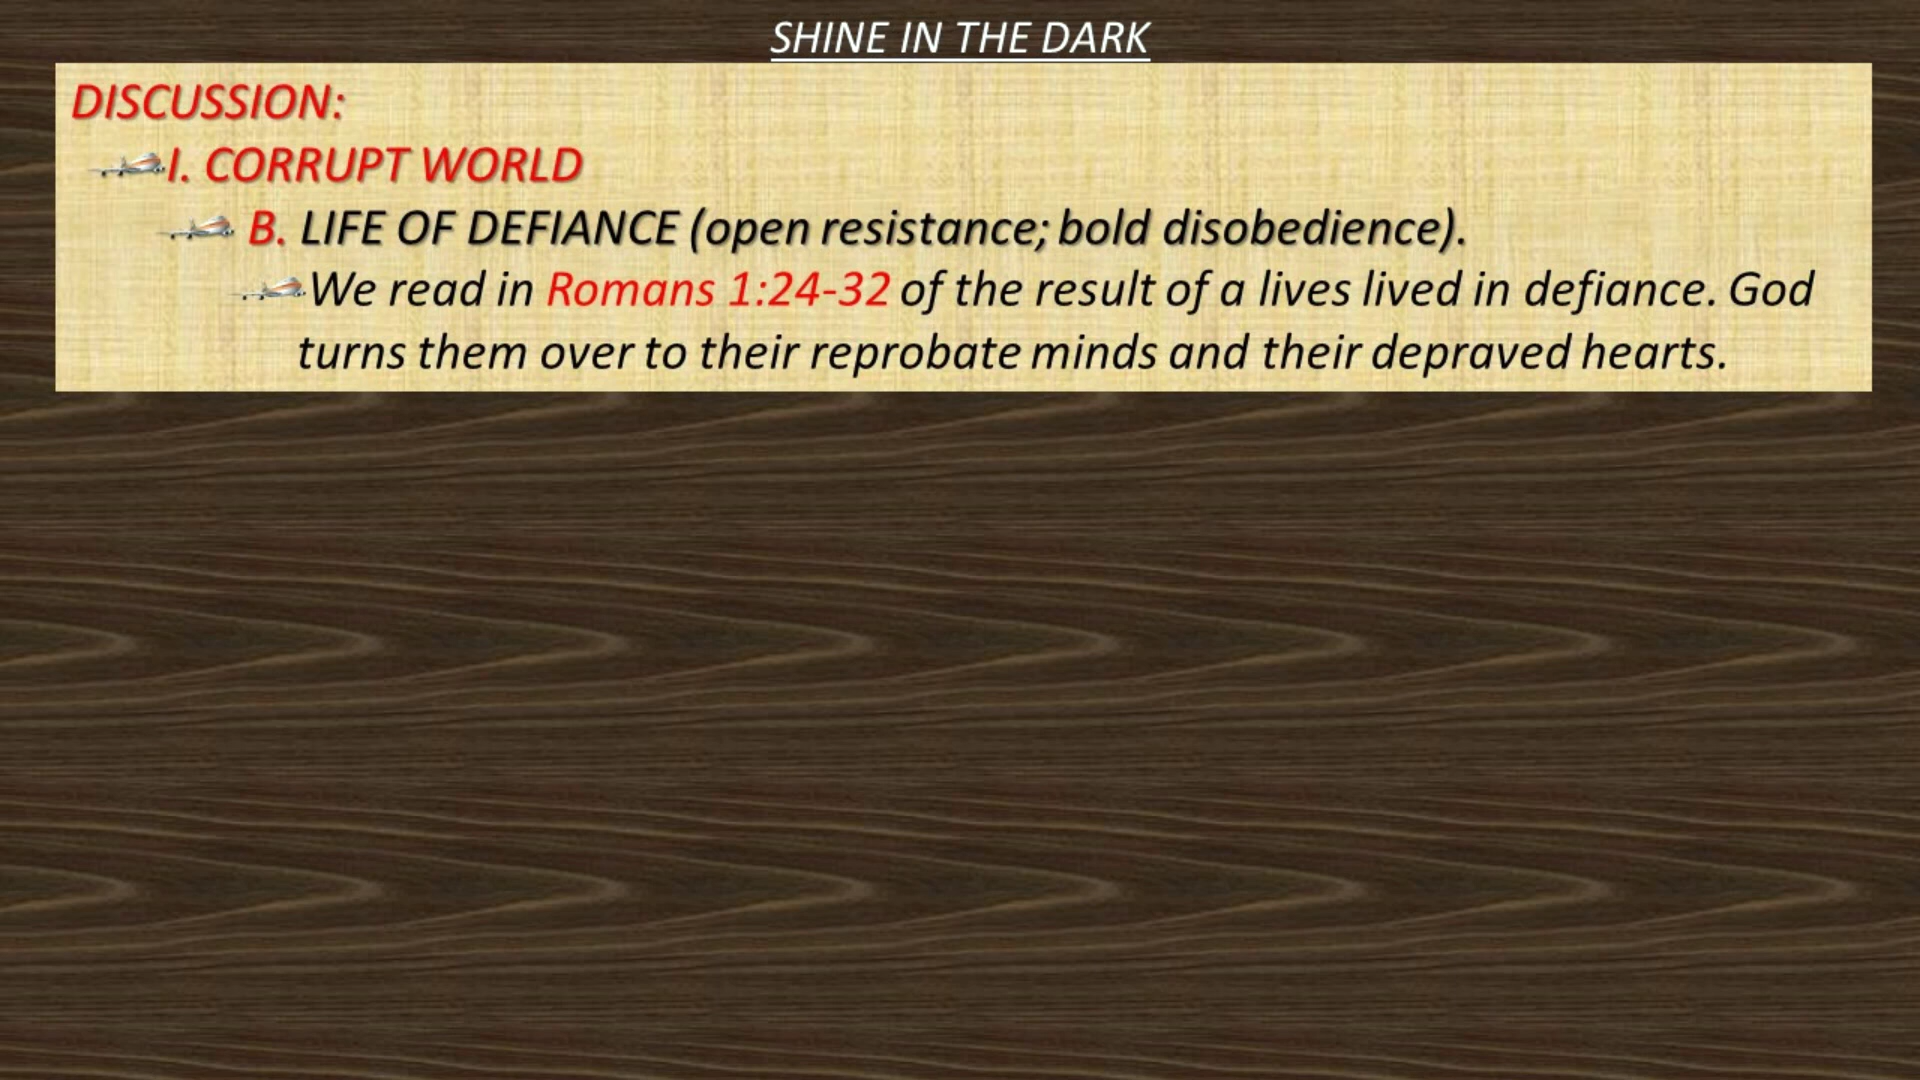 SHINE IN THE DARK
DISCUSSION:
I. CORRUPT WORLD
B. LIFE OF DEFIANCE (open resistance; bold disobedience).
We read in Romans 1:24-32 of the result of a lives lived in defiance. God
turns them over to their reprobate minds and their depraved hearts.